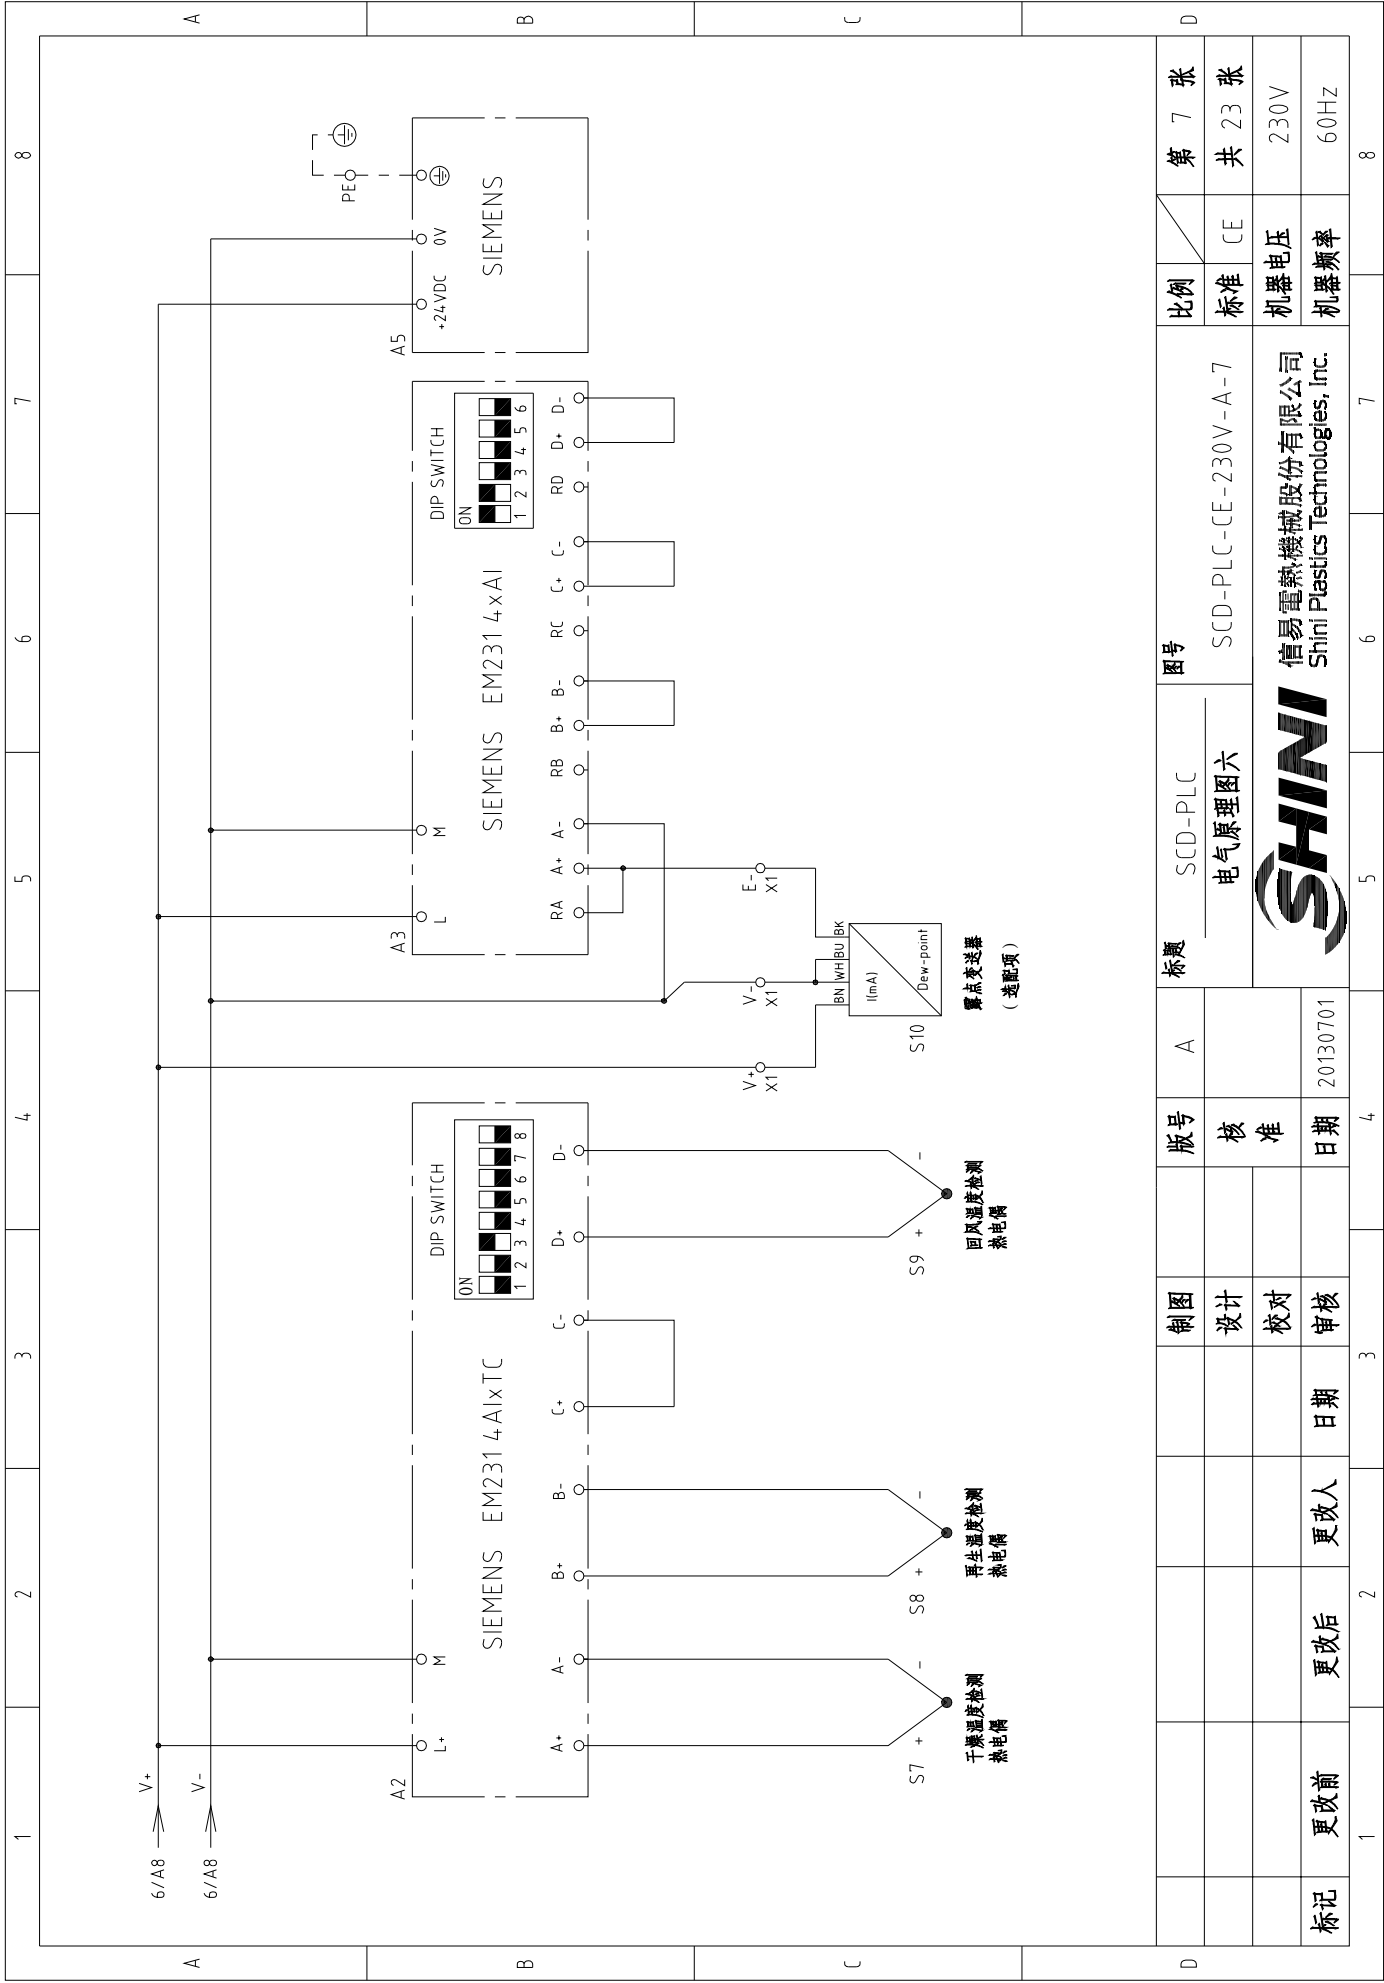 1 2 3 4 5 6 7 8
A
B
C
D
6/A8 V+
6/A8 V-
A2
L+ M
SIEMENS EM231 4AIxTC
DIP SWITCH
ON
1 2 3 4 5 6 7 8
A+ A- B+ B- C+ C- D+ D-
S7 + -
干燥温度检测
热电偶
S8 + -
再生温度检测
热电偶
S9 + -
回风温度检测
热电偶
V+
X1
V-
X1
E-
X1
BN WH BU BK
I(mA)
Dew-point
S10
露点变送器
（选配项）
A3
L M
SIEMENS EM231 4xAI
DIP SWITCH
ON
1 2 3 4 5 6
RA A+ A- RB B+ B- RC C+ C- RD D+ D-
A5
+24VDC 0V
PE
SIEMENS
标记 更改前 更改后 更改人 日期
制图
设计
校对
审核
版号 A
核
准
日期 20130701
标题
SCD-PLC
电气原理图六
图号
SCD-PLC-CE-230V-A-7
SHINI
信易電熱機械股份有限公司
Shini Plastics Technologies, Inc.
比例 第 7 张
标准 CE 共 23 张
机器电压 230V
机器频率 60Hz
1 2 3 4 5 6 7 8
A
B
C
D